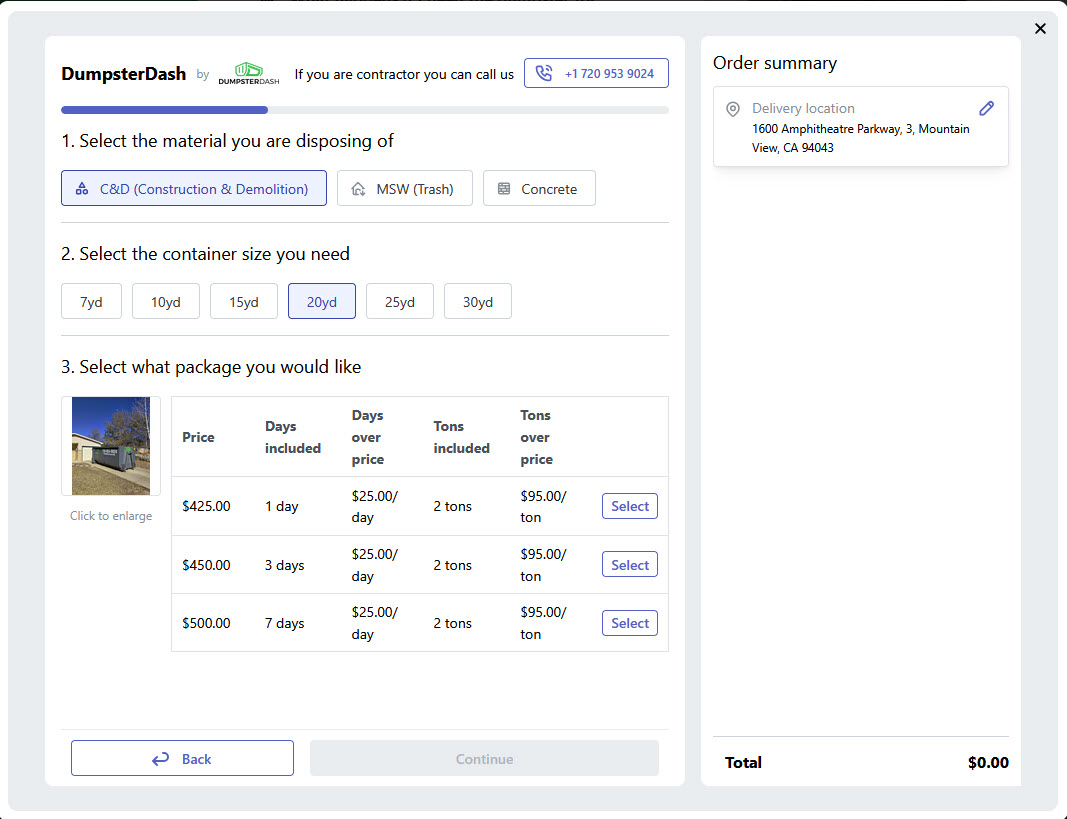 DumpsterDash by DUMPSTERDASH If you are contractor you can call us +1 720 953 9024
1. Select the material you are disposing of
C&D (Construction & Demolition) MSW (Trash) Concrete
2. Select the container size you need
7yd 10yd 15yd 20yd 25yd 30yd
3. Select what package you would like
Click to enlarge
Price Days included Days over price Tons included Tons over price
$425.00 1 day $25.00/ day 2 tons $95.00/ ton Select
$450.00 3 days $25.00/ day 2 tons $95.00/ ton Select
$500.00 7 days $25.00/ day 2 tons $95.00/ ton Select
Back Continue
Order summary
Delivery location
1600 Amphitheatre Parkway, 3, Mountain
View, CA 94043
Total $0.00